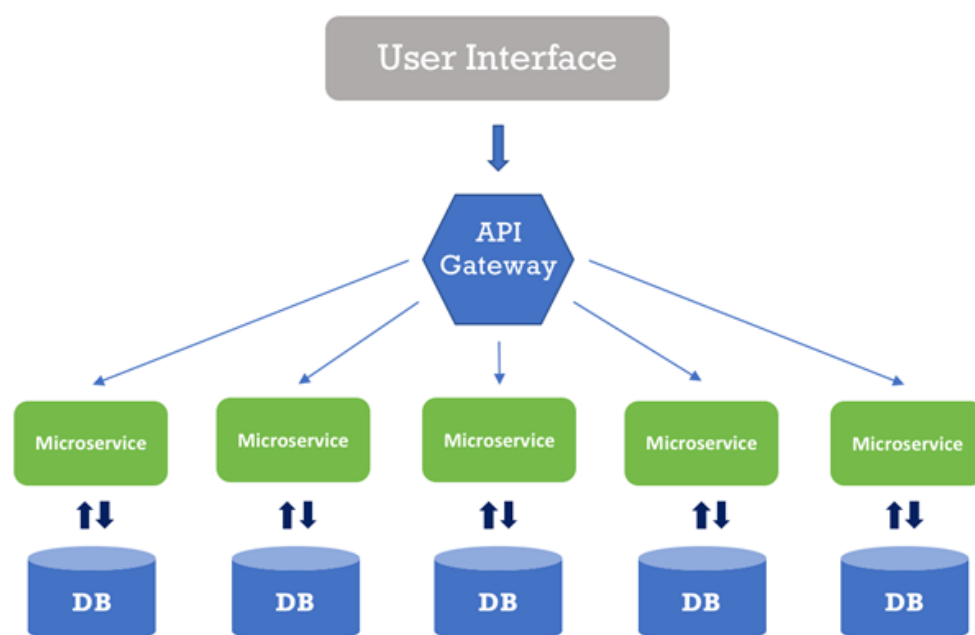 User Interface
API
Gateway
Microservice
Microservice
Microservice
Microservice
Microservice
DB
DB
DB
DB
DB